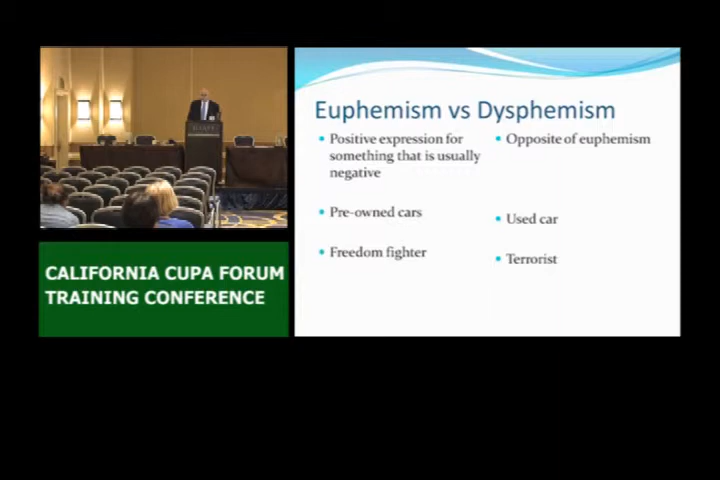 Euphemism vs Dysphemism
Positive expression for
something that is usually
negative
Pre-owned cars
Freedom fighter
Opposite of euphemism
Used car
Terrorist
CALIFORNIA CUPA FORUM
TRAINING CONFERENCE